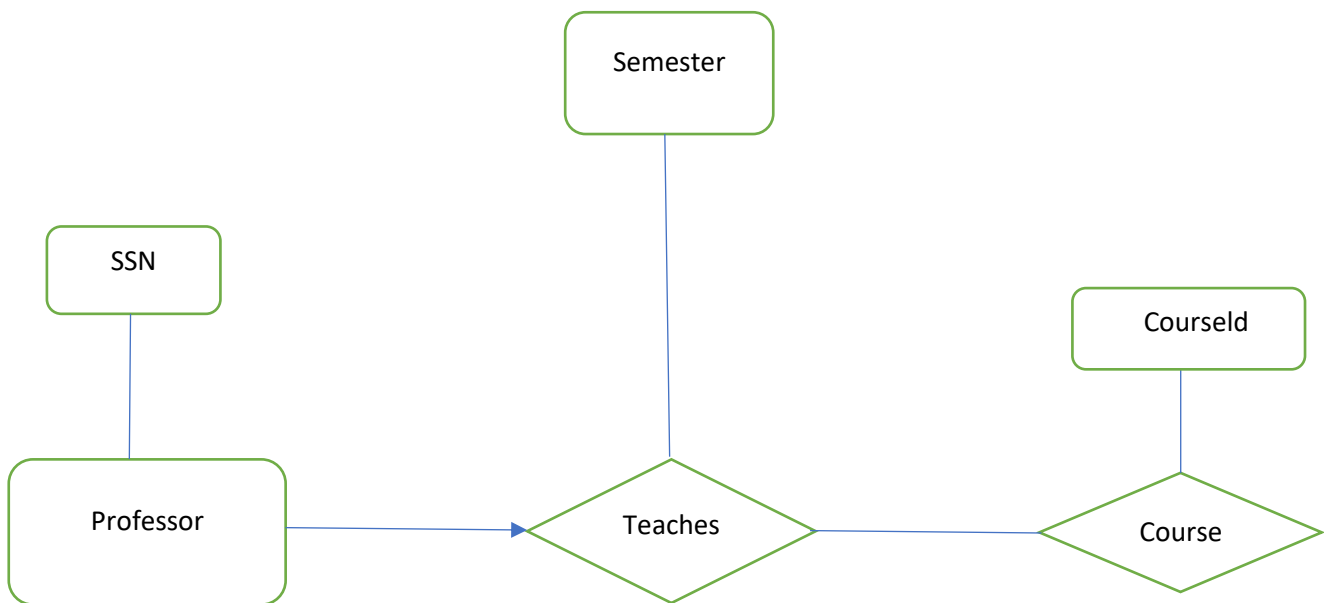 Semester
SSN
CourseId
Professor
Teaches
Course